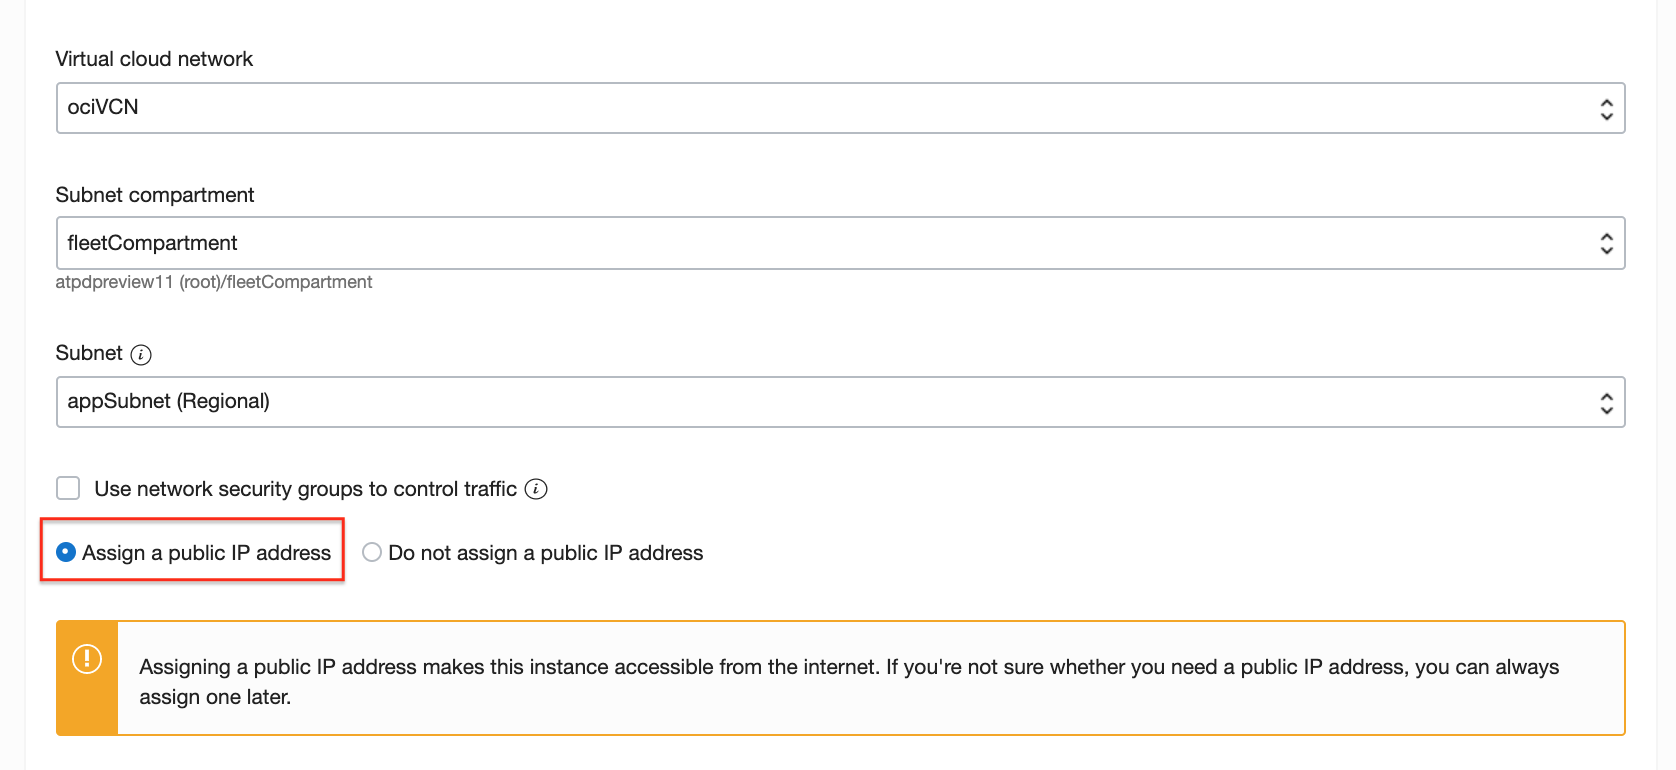 Virtual cloud network
ociVCN
Subnet compartment
fleetCompartment
atpdpreview11 (root)/fleetCompartment
Subnet
appSubnet (Regional)
Use network security groups to control traffic
Assign a public IP address Do not assign a public IP address
Assigning a public IP address makes this instance accessible from the internet. If you're not sure whether you need a public IP address, you can always
assign one later.